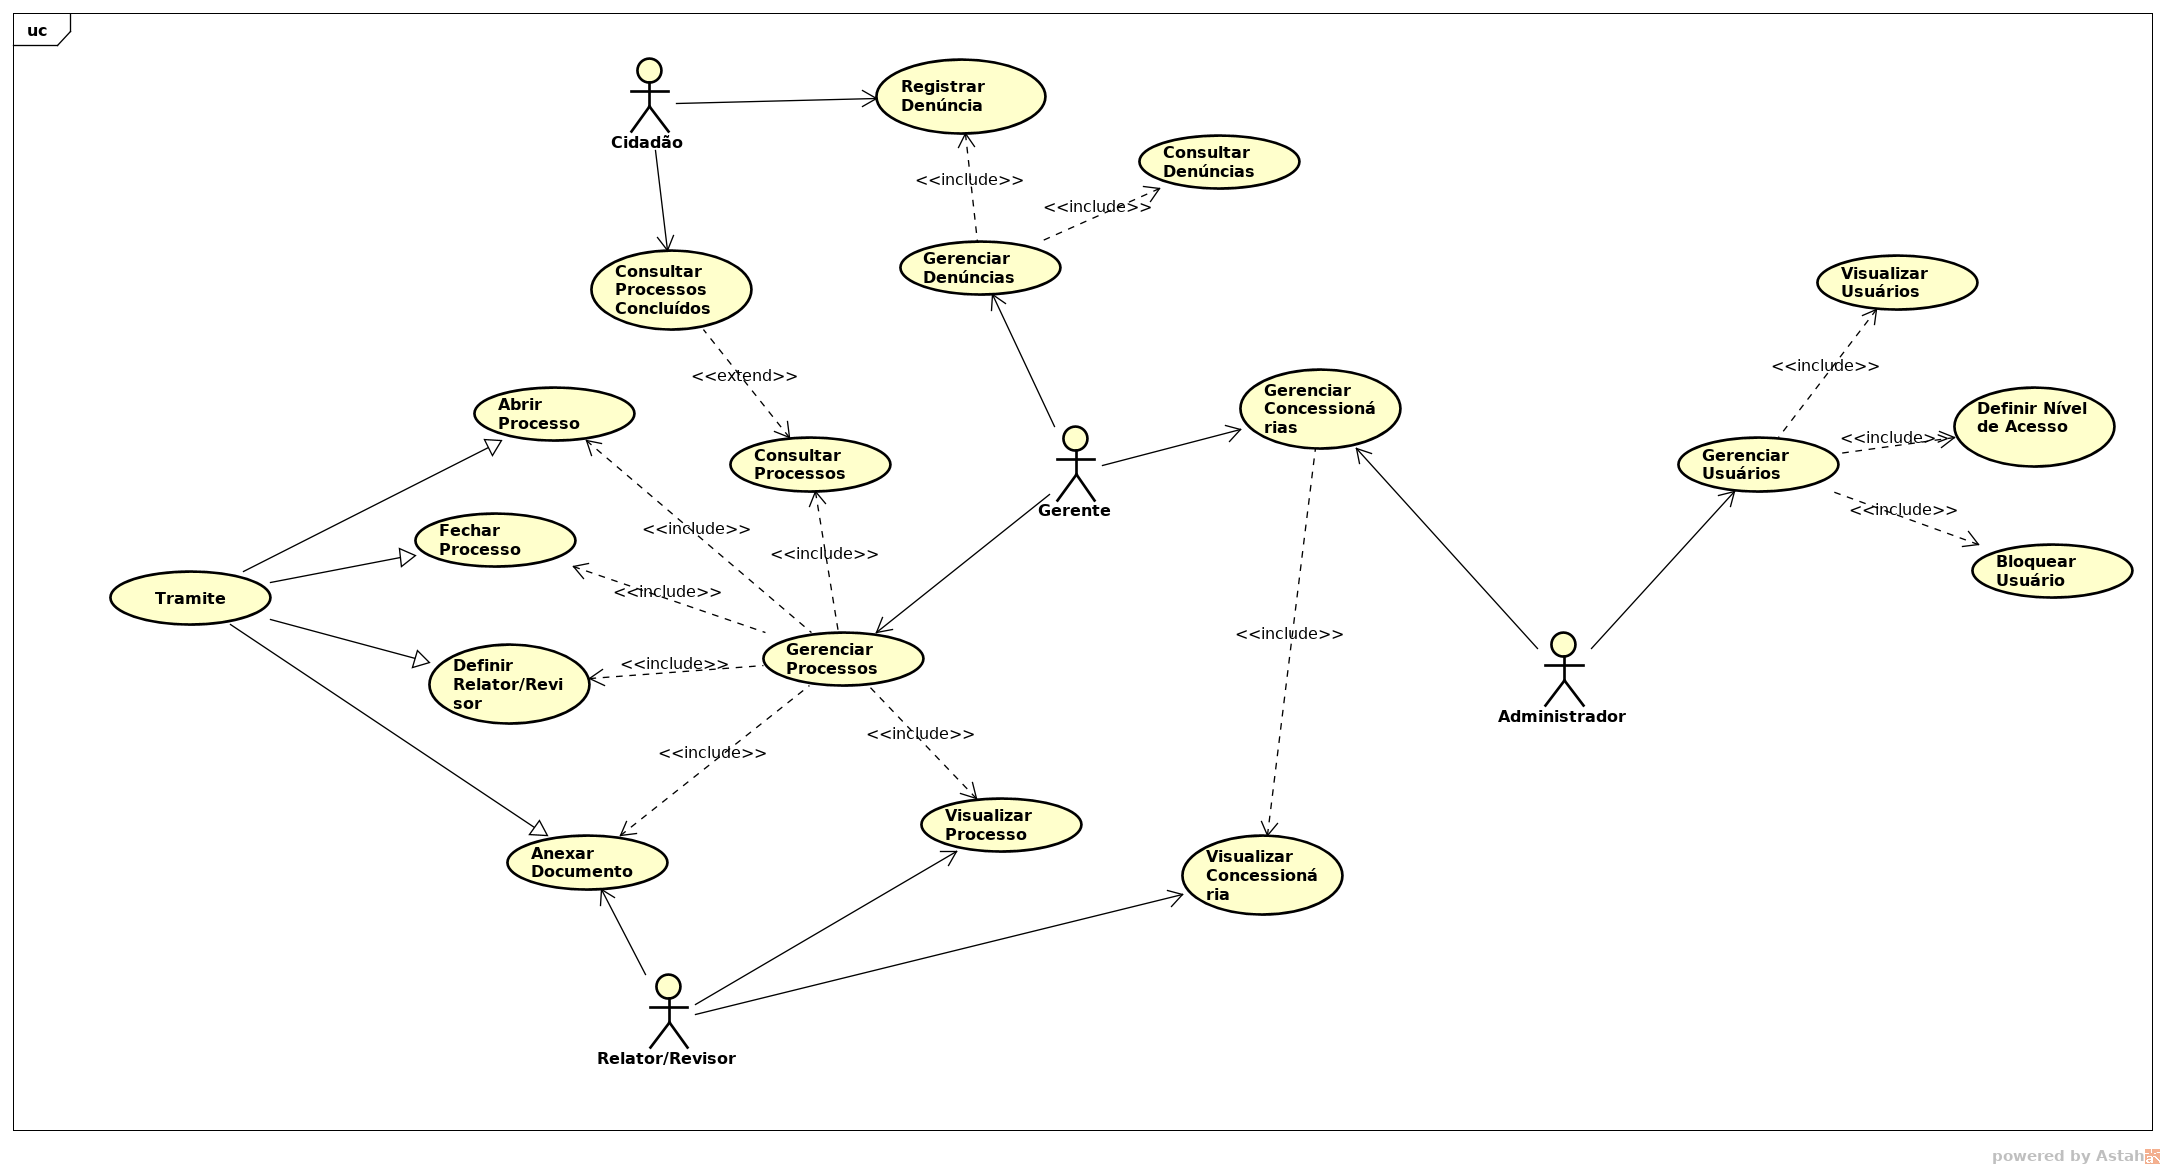 uc
Cidadão
Registrar
Denúncia
Consultar
Denúncias
<<include>>
<<include>>
Gerenciar
Denúncias
Consultar
Processos
Concluídos
Visualizar
Usuários
<<extend>>
<<include>>
Abrir
Processo
Gerenciar
Concessioná
rias
Definir Nível
de Acesso
<<include>>
Consultar
Processos
Gerenciar
Usuários
Gerente
<<include>>
Fechar
Processo
<<include>>
<<include>>
Bloquear
Usuário
<<include>>
Tramite
<<include>>
Gerenciar
Processos
Definir
Relator/Revi
sor
<<include>>
Administrador
<<include>>
<<include>>
Visualizar
Processo
Anexar
Documento
Visualizar
Concessioná
ria
Relator/Revisor
powered by Astah